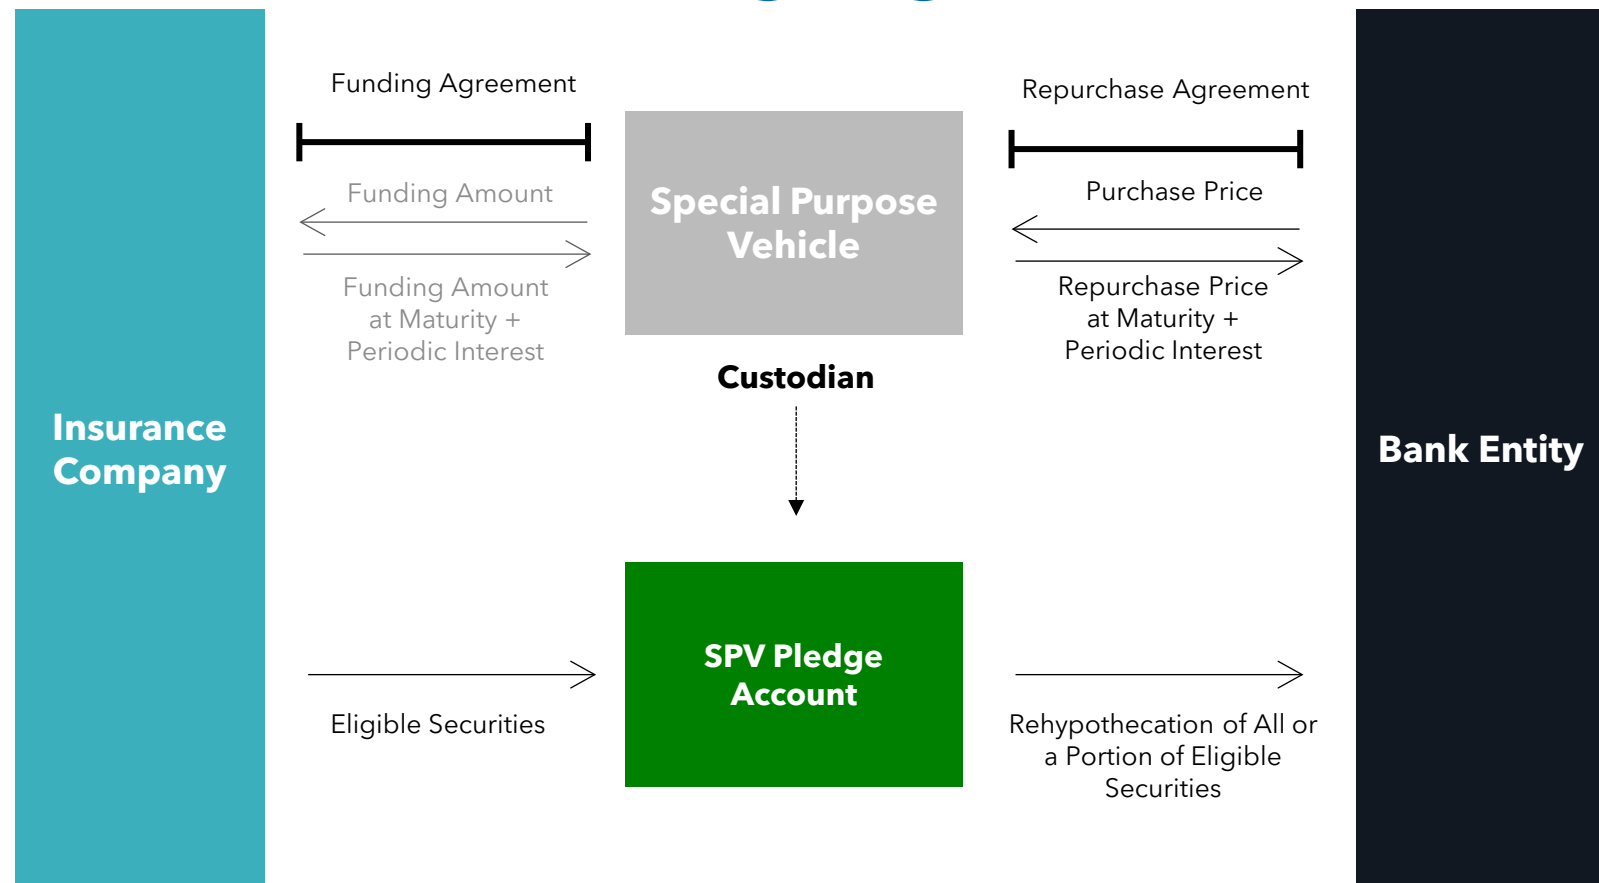 Funding Agreement
Repurchase Agreement
Funding Amount
Purchase Price
Special Purpose
Vehicle
Funding Amount
at Maturity +
Periodic Interest
Repurchase Price
at Maturity +
Periodic Interest
Custodian
Insurance
Company
Bank Entity
SPV Pledge
Account
Eligible Securities
Rehypothecation of All or
a Portion of Eligible
Securities